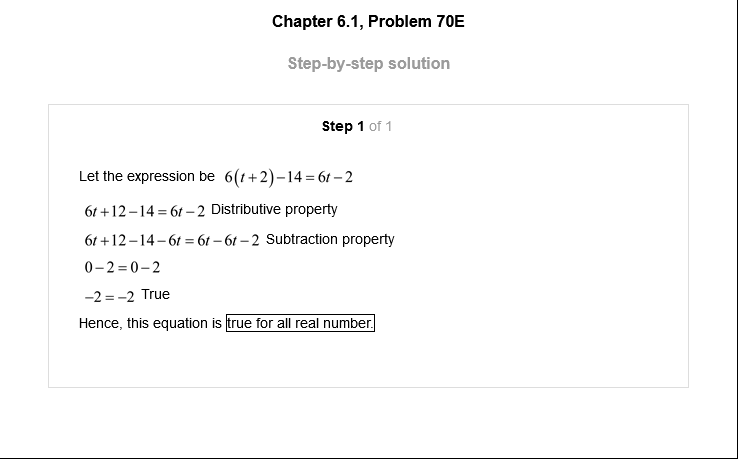 Chapter 6.1, Problem 70E
Step-by-step solution
Step 1 of 1
Let the expression be 6(t+2)−14=6t−2
6t+12−14=6t−2 Distributive property
6t+12−14−6t=6t−6t−2 Subtraction property
0−2=0−2
−2=−2 True
Hence, this equation is true for all real number.